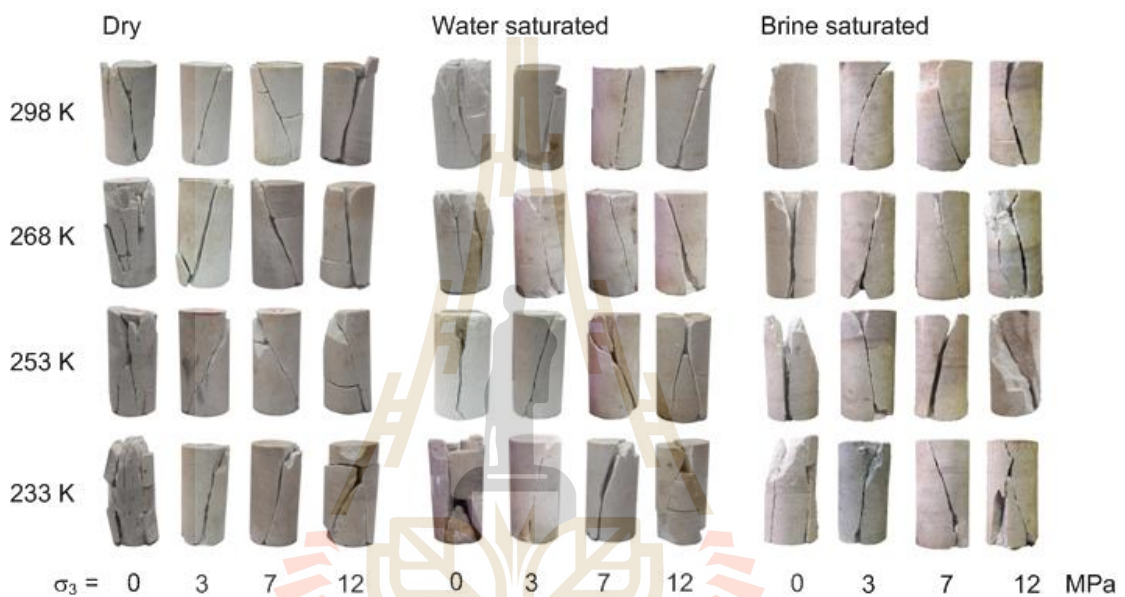 Dry Water saturated Brine saturated
298 K
268 K
253 K
233 K
σ₃ = 0 3 7 12 0 3 7 12 0 3 7 12 MPa